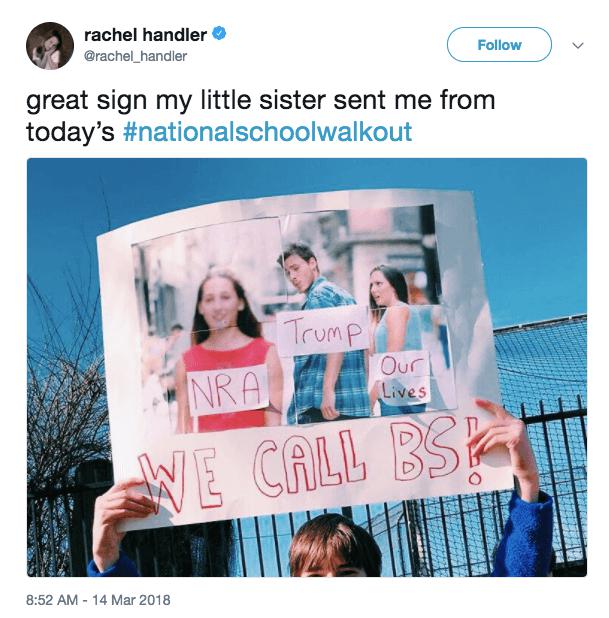 rachel handler
@rachel_handler
Follow
great sign my little sister sent me from
today's #nationalschoolwalkout
Trump
NRA
Our
Lives
WE CALL BS!
8:52 AM - 14 Mar 2018